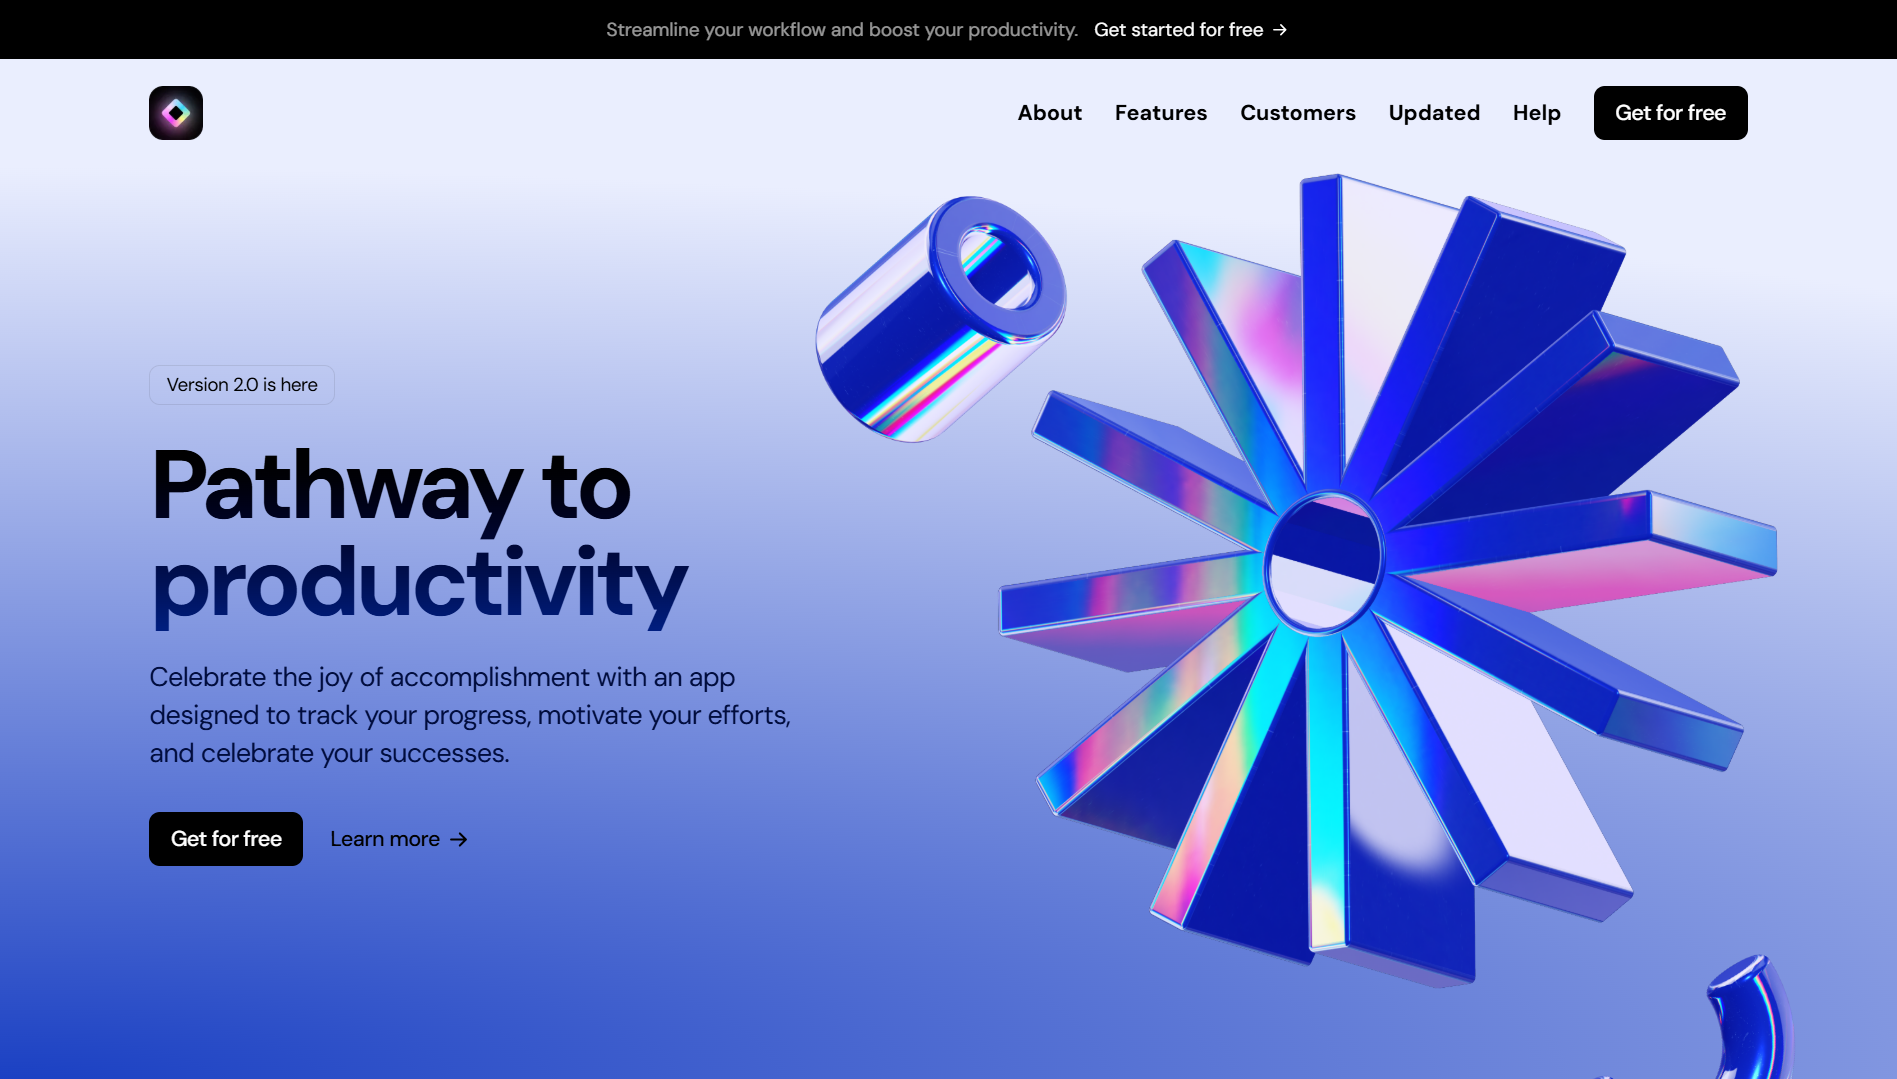 Streamline your workflow and boost your productivity. Get started for free →
About Features Customers Updated Help Get for free
Version 2.0 is here
Pathway to
productivity
Celebrate the joy of accomplishment with an app
designed to track your progress, motivate your efforts,
and celebrate your successes.
Get for free Learn more →